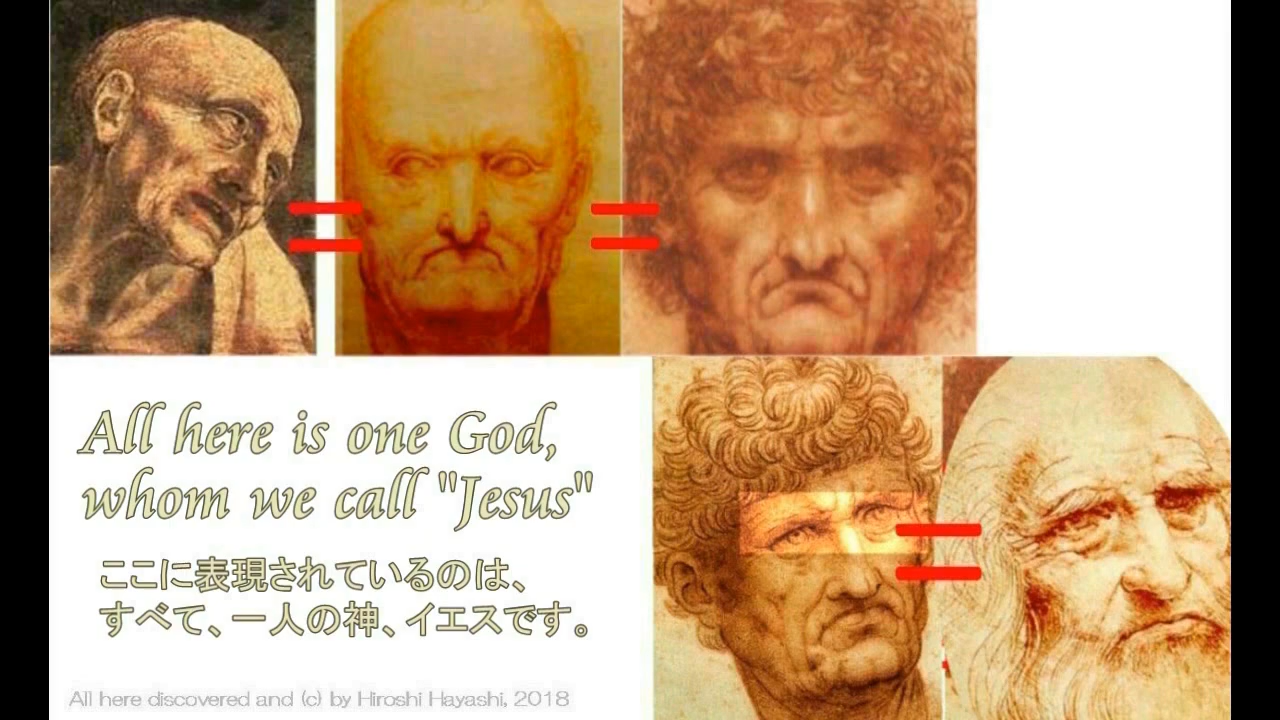 All here is one God,
whom we call "Jesus"
ここに表現されているのは、
すべて、一人の神、イエスです。
All here discovered and (c) by Hiroshi Hayashi, 2018